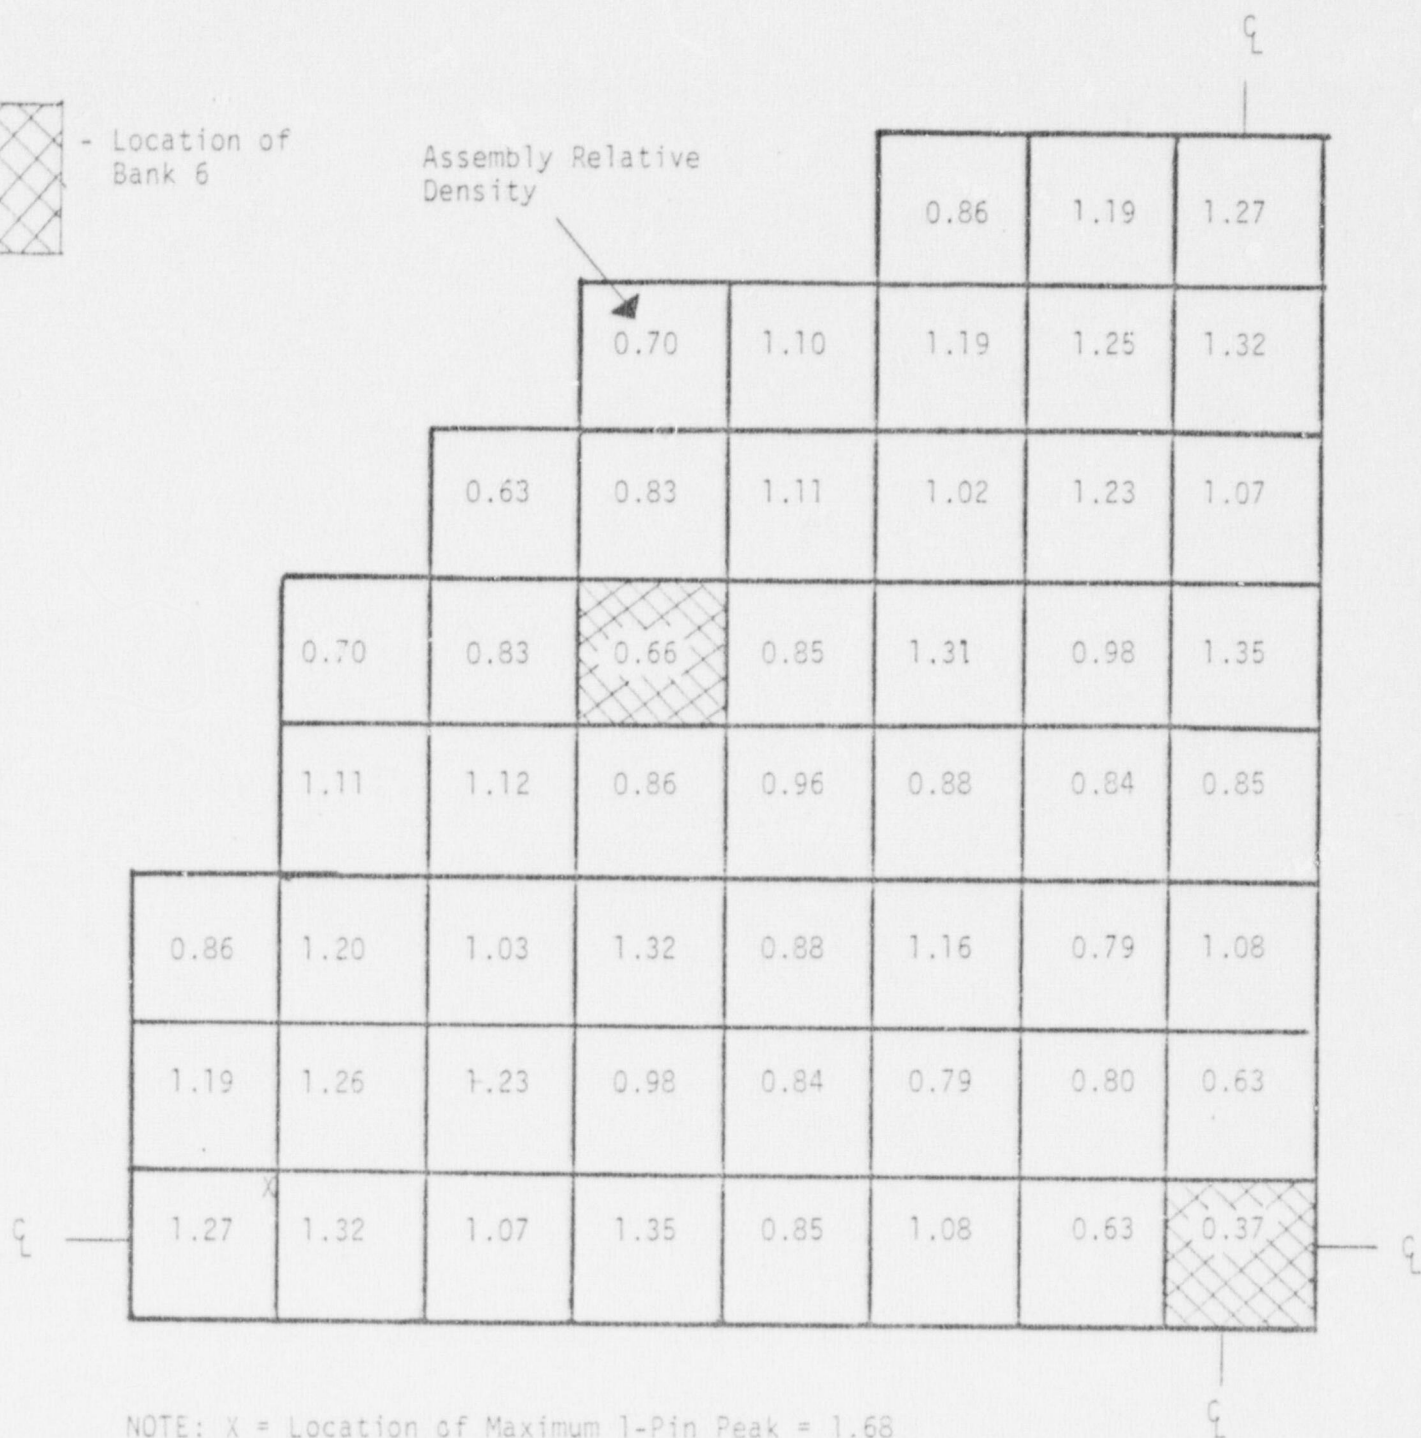 ℄
- Location of
Bank 6
Assembly Relative
Density
0.86 1.19 1.27
0.70 1.10 1.19 1.25 1.32
0.63 0.83 1.11 1.02 1.23 1.07
0.70 0.83 0.66 0.85 1.31 0.98 1.35
1.11 1.12 0.86 0.96 0.88 0.84 0.85
0.86 1.20 1.03 1.32 0.88 1.16 0.79 1.08
1.19 1.26 1.23 0.98 0.84 0.79 0.80 0.63
X
℄ 1.27 1.32 1.07 1.35 0.85 1.08 0.63 0.37 ℄
℄
NOTE: X = Location of Maximum 1-Pin Peak = 1.68